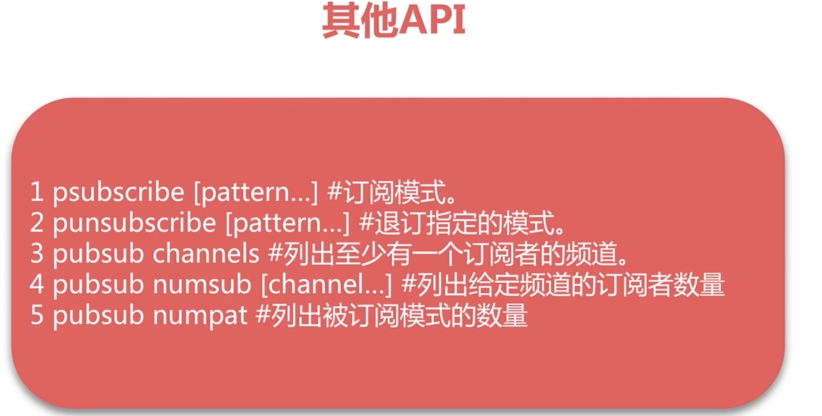 其他API
1 psubscribe [pattern...] #订阅模式。
2 punsubscribe [pattern...] #退订指定的模式。
3 pubsub channels #列出至少有一个订阅者的频道。
4 pubsub numsub [channel...] #列出给定频道的订阅者数量
5 pubsub numpat #列出被订阅模式的数量